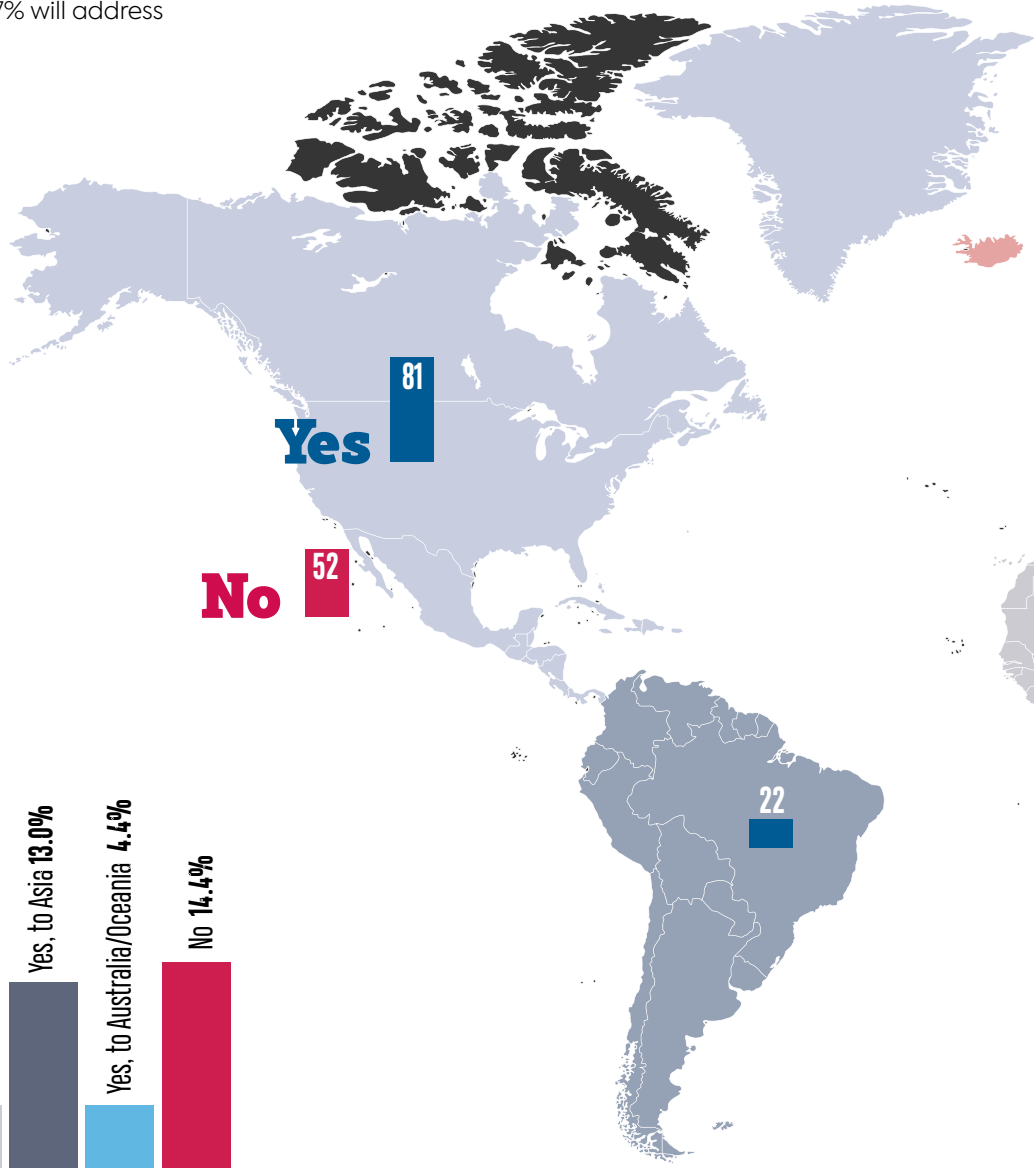 7% will address
81
Yes
52
No
22
Yes, to Asia 13.0%
Yes, to Australia/Oceania 4.4%
No 14.4%